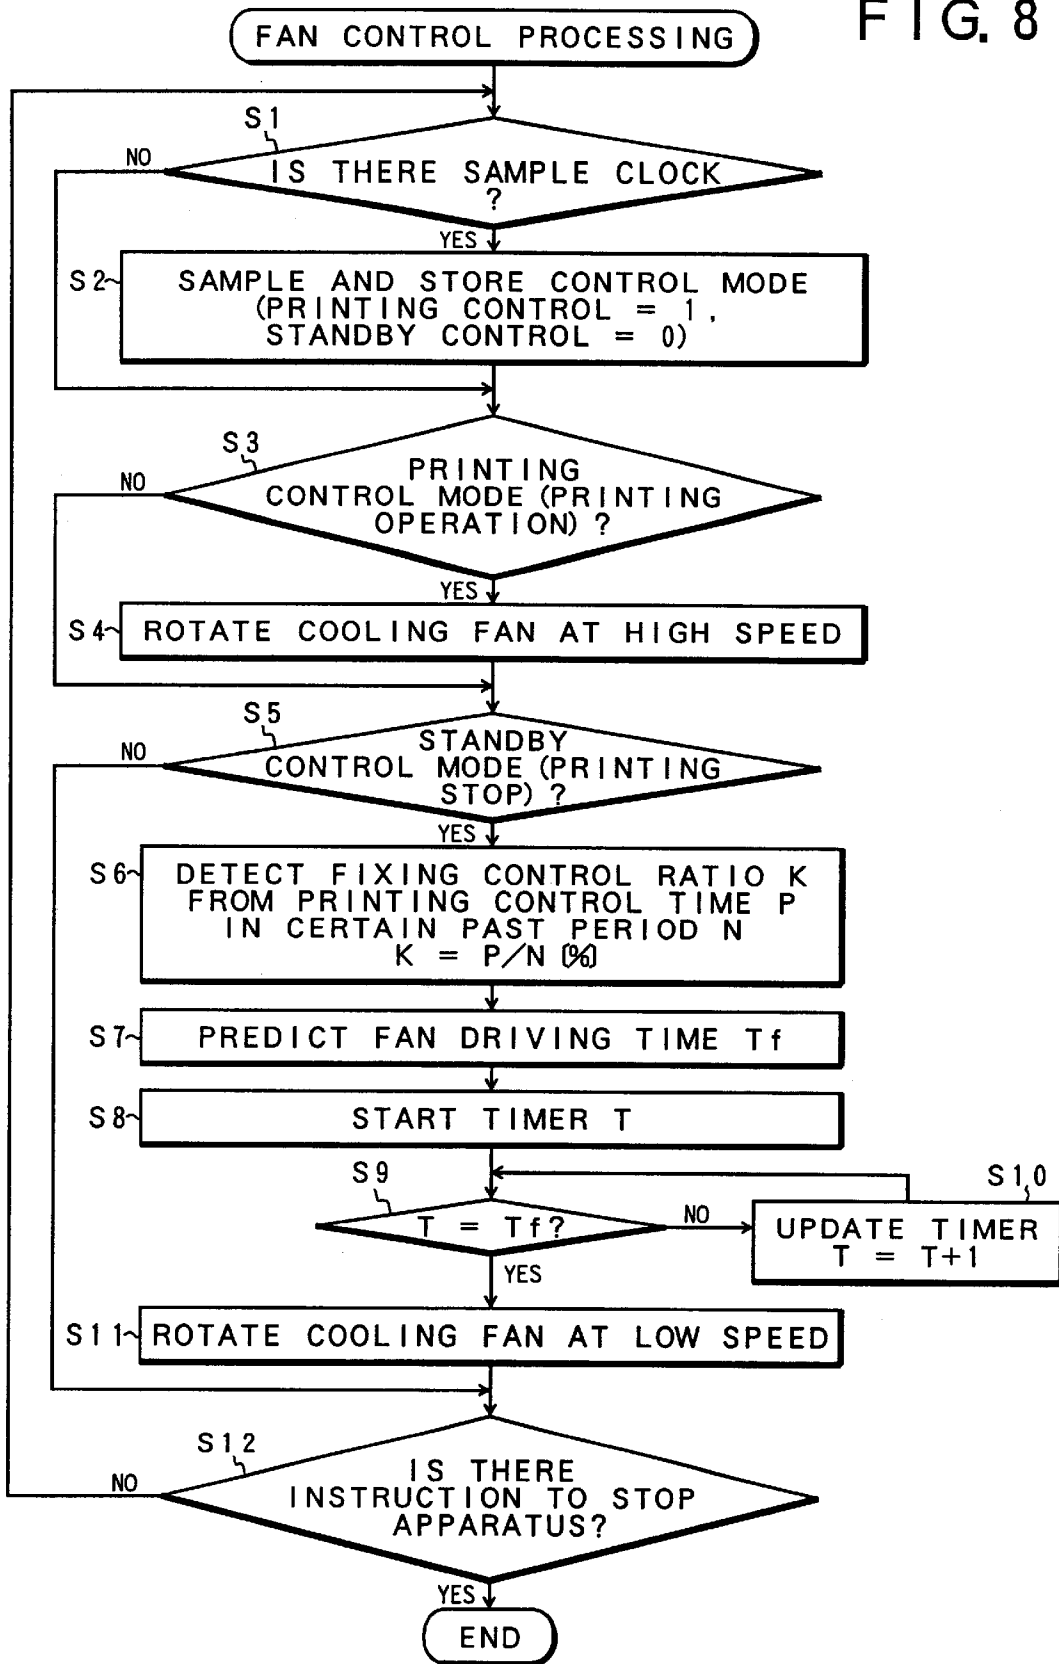 FIG. 8
FAN CONTROL PROCESSING
S1
NO
IS THERE SAMPLE CLOCK
?
YES
S2
SAMPLE AND STORE CONTROL MODE
(PRINTING CONTROL = 1,
STANDBY CONTROL = 0)
S3
NO
PRINTING
CONTROL MODE (PRINTING
OPERATION) ?
YES
S4
ROTATE COOLING FAN AT HIGH SPEED
S5
NO
STANDBY
CONTROL MODE (PRINTING
STOP) ?
YES
S6
DETECT FIXING CONTROL RATIO K
FROM PRINTING CONTROL TIME P
IN CERTAIN PAST PERIOD N
K = P/N [%]
S7
PREDICT FAN DRIVING TIME Tf
S8
START TIMER T
S9
T = Tf?
NO
S10
UPDATE TIMER
T = T+1
YES
S11
ROTATE COOLING FAN AT LOW SPEED
S12
NO
IS THERE
INSTRUCTION TO STOP
APPARATUS?
YES
END